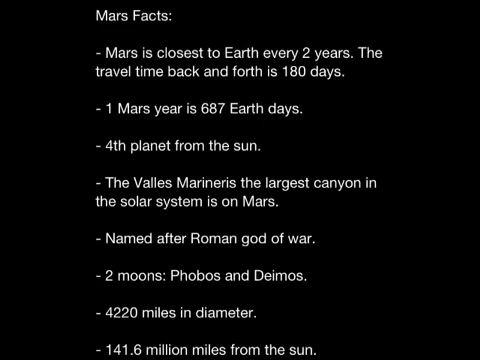 Mars Facts:
- Mars is closest to Earth every 2 years. The
travel time back and forth is 180 days.
- 1 Mars year is 687 Earth days.
- 4th planet from the sun.
- The Valles Marineris the largest canyon in
the solar system is on Mars.
- Named after Roman god of war.
- 2 moons: Phobos and Deimos.
- 4220 miles in diameter.
- 141.6 million miles from the sun.